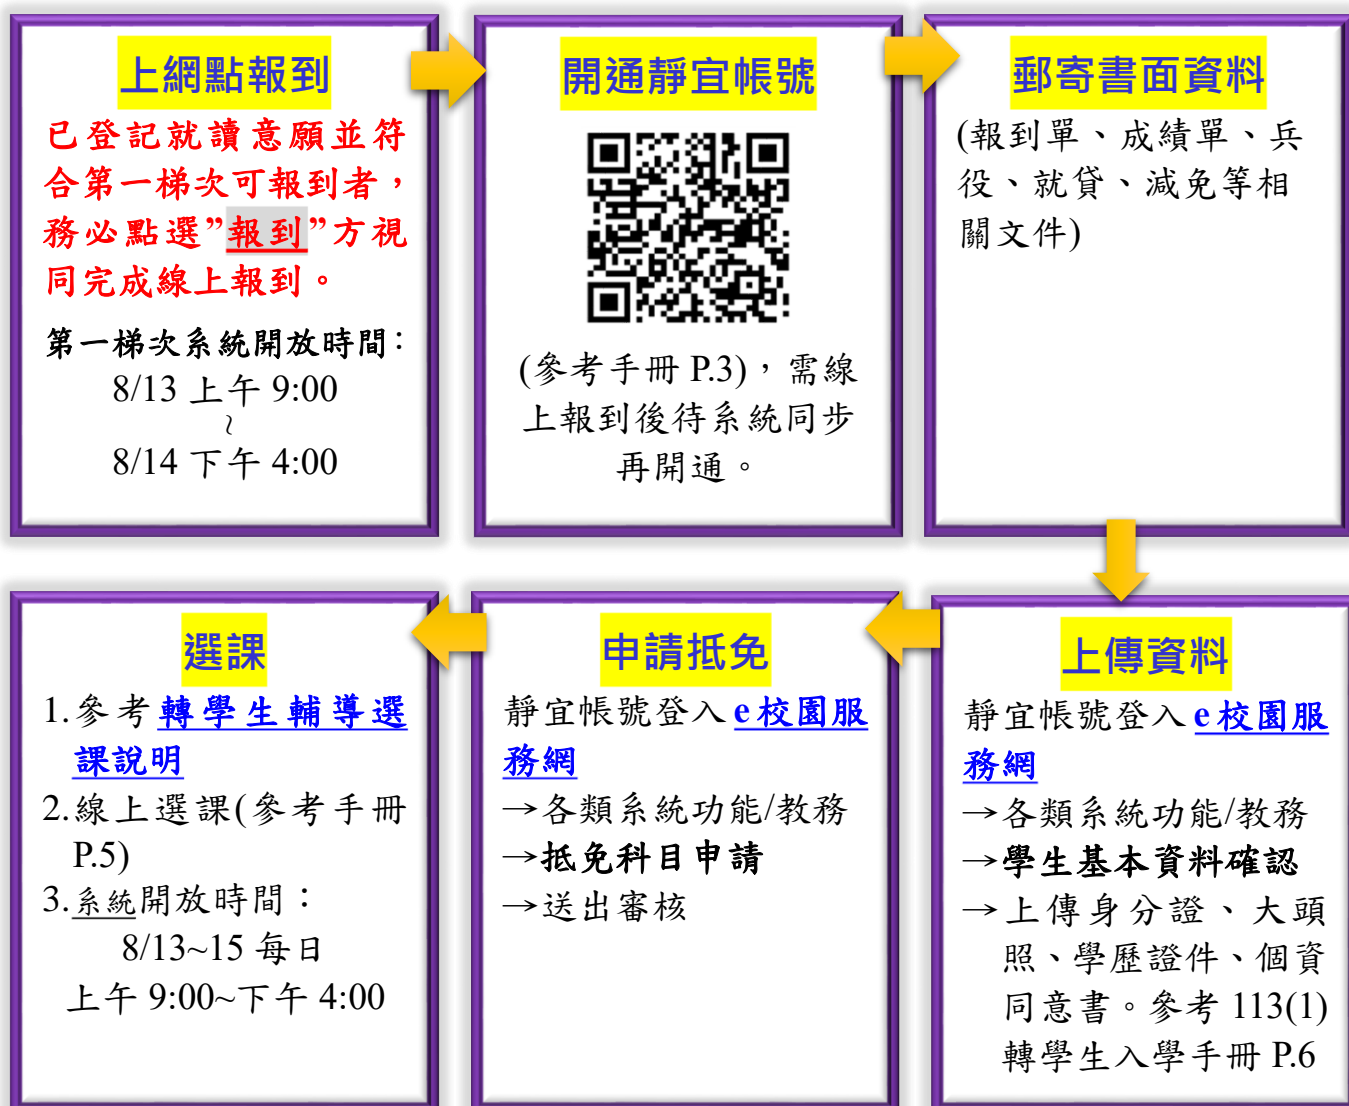 上網點報到
已登記就讀意願並符
合第一梯次可報到者，
務必點選”報到”方視
同完成線上報到。
第一梯次系統開放時間：
8/13 上午 9:00
~
8/14 下午 4:00
開通靜宜帳號
(參考手冊 P.3)，需線
上報到後待系統同步
再開通。
郵寄書面資料
(報到單、成績單、兵
役、就貸、減免等相
關文件)
上傳資料
靜宜帳號登入 e校園服
務網
→各類系統功能/教務
→學生基本資料確認
→上傳身分證、大頭
照、學歷證件、個資
同意書。參考 113(1)
轉學生入學手冊 P.6
申請抵免
靜宜帳號登入 e校園服
務網
→各類系統功能/教務
→抵免科目申請
→送出審核
選課
1.參考轉學生輔導選
課說明
2.線上選課(參考手冊
P.5)
3.系統開放時間：
8/13~15 每日
上午 9:00~下午 4:00